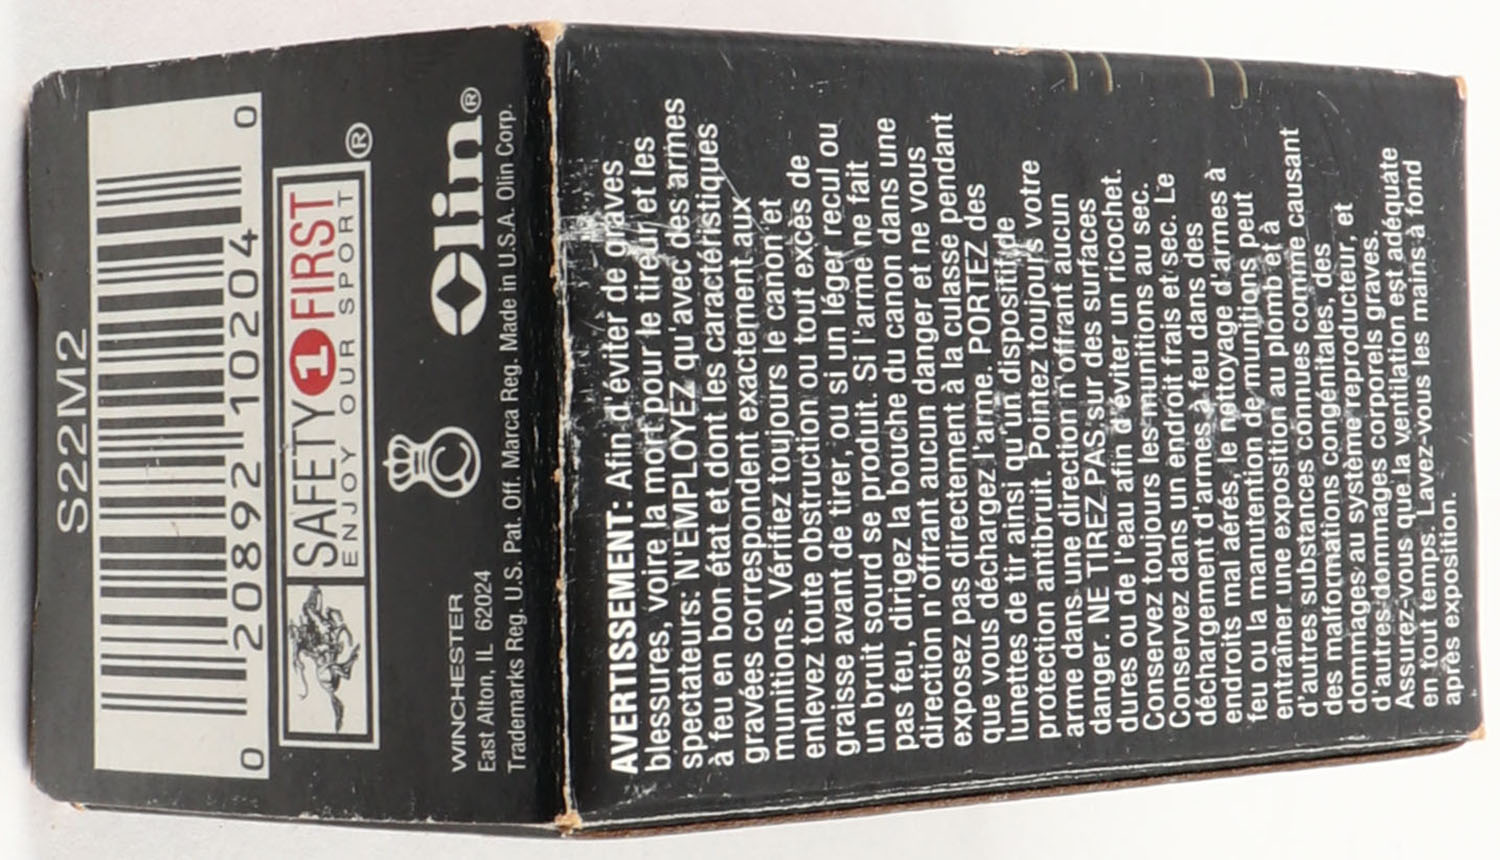 S22M2
0 20892 10204 0
SAFETY 1 FIRST ®
ENJOY OUR SPORT
Olin®
WINCHESTER
East Alton, IL 62024
Trademarks Reg. U.S. Pat. Off. Marca Reg. Made in U.S.A. Olin Corp.
AVERTISSEMENT: Afin d'éviter de graves
blessures, voire la mort pour le tireur et les
spectateurs: N'EMPLOYEZ qu'avec des armes
à feu en bon état et dont les caractéristiques
gravées correspondent exactement aux
munitions. Vérifiez toujours le canon et
enlevez toute obstruction ou tout excès de
graisse avant de tirer, ou si un léger recul ou
un bruit sourd se produit. Si l'arme ne fait
pas feu, dirigez la bouche du canon dans une
direction n'offrant aucun danger et ne vous
exposez pas directement à la culasse pendant
que vous déchargez l'arme. PORTEZ des
lunettes de tir ainsi qu'un dispositif de
protection antibruit. Pointez toujours votre
arme dans une direction n'offrant aucun
danger. NE TIREZ PAS sur des surfaces
dures ou de l'eau afin d'éviter un ricochet.
Conservez toujours les munitions au sec.
Conservez dans un endroit frais et sec. Le
déchargement d'armes à feu dans des
endroits mal aérés, le nettoyage d'armes à
feu ou la manutention de munitions peut
entraîner une exposition au plomb et à
d'autres substances connues comme causant
des malformations congénitales, des
dommages au système reproducteur, et
d'autres dommages corporels graves.
Assurez-vous que la ventilation est adéquate
en tout temps. Lavez-vous les mains à fond
après exposition.